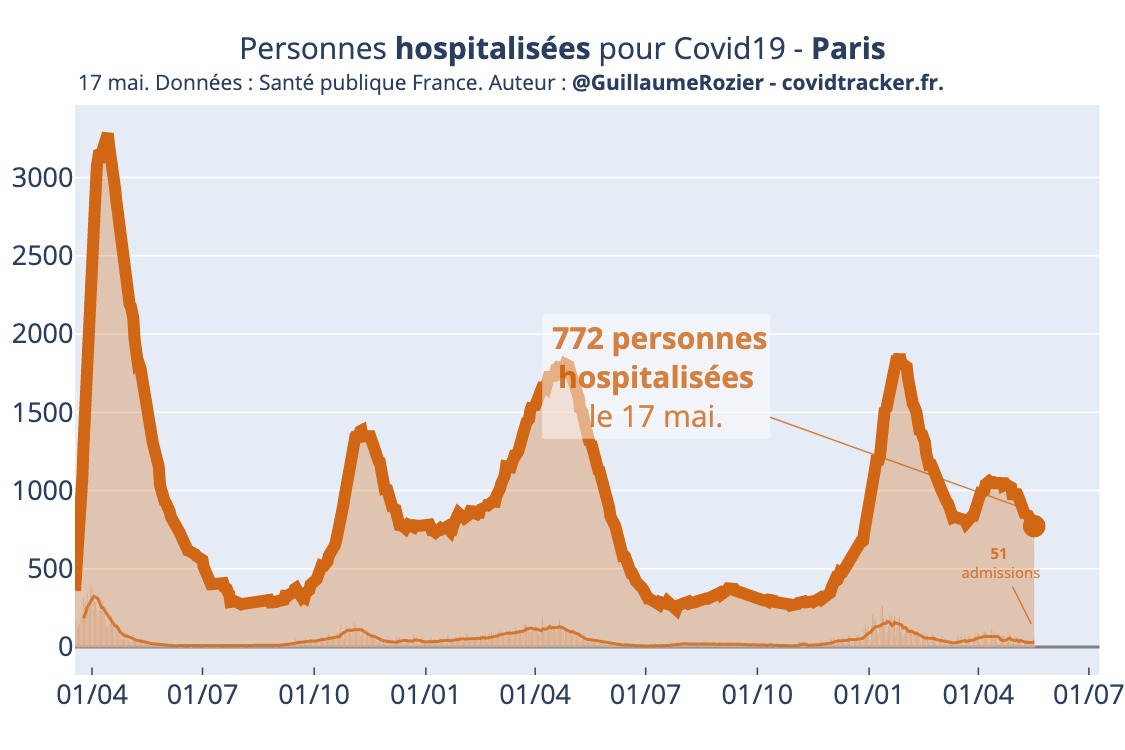 Personnes hospitalisées pour Covid19 - Paris
17 mai. Données : Santé publique France. Auteur : @GuillaumeRozier - covidtracker.fr.
3000
2500
2000
1500
1000
500
0
772 personnes
hospitalisées
le 17 mai.
51
admissions
01/04 01/07 01/10 01/01 01/04 01/07 01/10 01/01 01/04 01/07